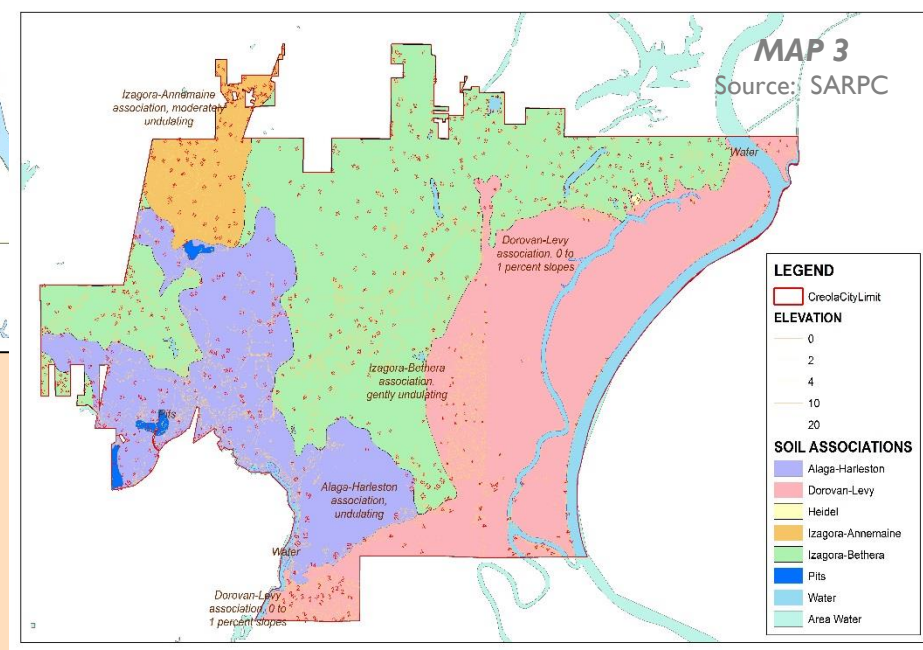 MAP 3
Source: SARPC
Izagora-Annemaine
association, moderately
undulating
Water
Dorovan-Levy
association, 0 to
1 percent slopes
Izagora-Bethera
association,
gently undulating
Pits
Alaga-Harleston
association,
undulating
Water
Dorovan-Levy
association, 0 to
1 percent slopes
LEGEND
CreolaCityLimit
ELEVATION
0
2
4
10
20
SOIL ASSOCIATIONS
Alaga-Harleston
Dorovan-Levy
Heidel
Izagora-Annemaine
Izagora-Bethera
Pits
Water
Area Water